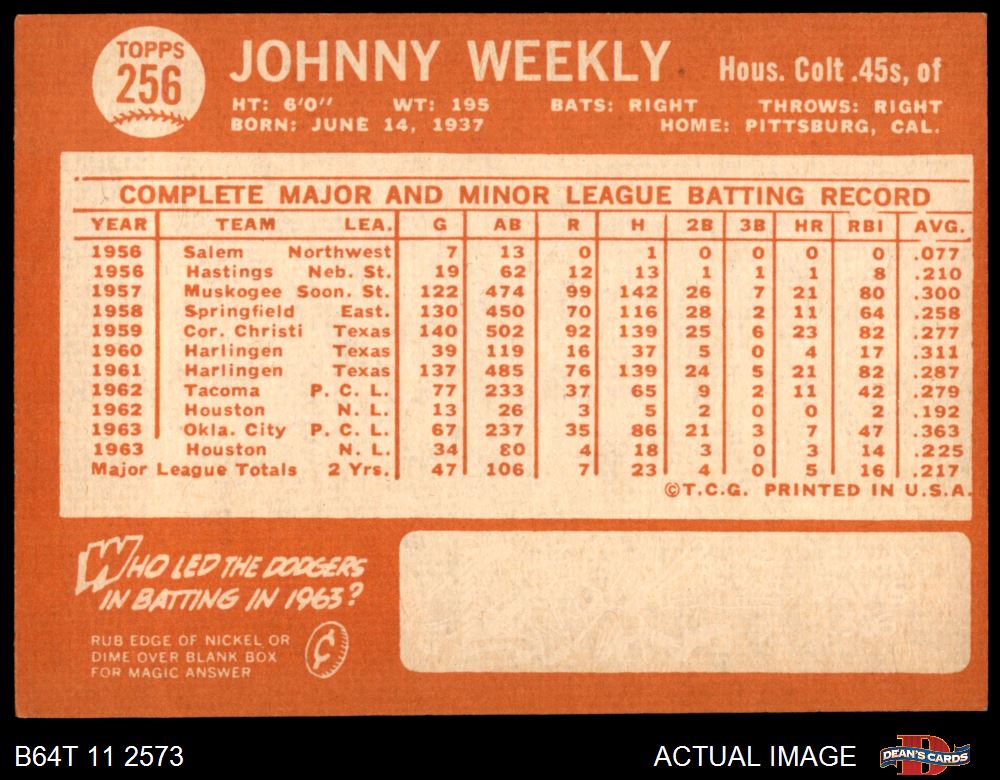 TOPPS
256
JOHNNY WEEKLY Hous. Colt .45s, of
HT: 6'0" WT: 195 BATS: RIGHT THROWS: RIGHT
BORN: JUNE 14, 1937 HOME: PITTSBURG, CAL.
COMPLETE MAJOR AND MINOR LEAGUE BATTING RECORD
YEAR TEAM LEA. G AB R H 2B 3B HR RBI AVG.
1956 Salem Northwest 7 13 0 1 0 0 0 0 .077
1956 Hastings Neb. St. 19 62 12 13 1 1 1 8 .210
1957 Muskogee Soon. St. 122 474 99 142 26 7 21 80 .300
1958 Springfield East. 130 450 70 116 28 2 11 64 .258
1959 Cor. Christi Texas 140 502 92 139 25 6 23 82 .277
1960 Harlingen Texas 39 119 16 37 5 0 4 17 .311
1961 Harlingen Texas 137 485 76 139 24 5 21 82 .287
1962 Tacoma P. C. L. 77 233 37 65 9 2 11 42 .279
1962 Houston N. L. 13 26 3 5 2 0 0 2 .192
1963 Okla. City P. C. L. 67 237 35 86 21 3 7 47 .363
1963 Houston N. L. 34 80 4 18 3 0 3 14 .225
Major League Totals 2 Yrs. 47 106 7 23 4 0 5 16 .217
©T.C.G. PRINTED IN U.S.A.
WHO LED THE DODGERS
IN BATTING IN 1963?
RUB EDGE OF NICKEL OR
DIME OVER BLANK BOX
FOR MAGIC ANSWER
¢
B64T 11 2573 ACTUAL IMAGE DEAN'S CARDS